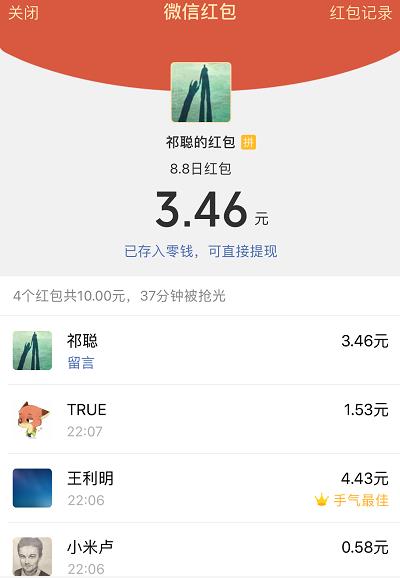 关闭 微信红包 红包记录
祁聪的红包 拼
8.8日红包
3.46 元
已存入零钱，可直接提现
4个红包共10.00元，37分钟被抢光
祁聪 3.46元
留言
TRUE 1.53元
22:07
王利明 4.43元
22:06 手气最佳
小米卢 0.58元
22:06